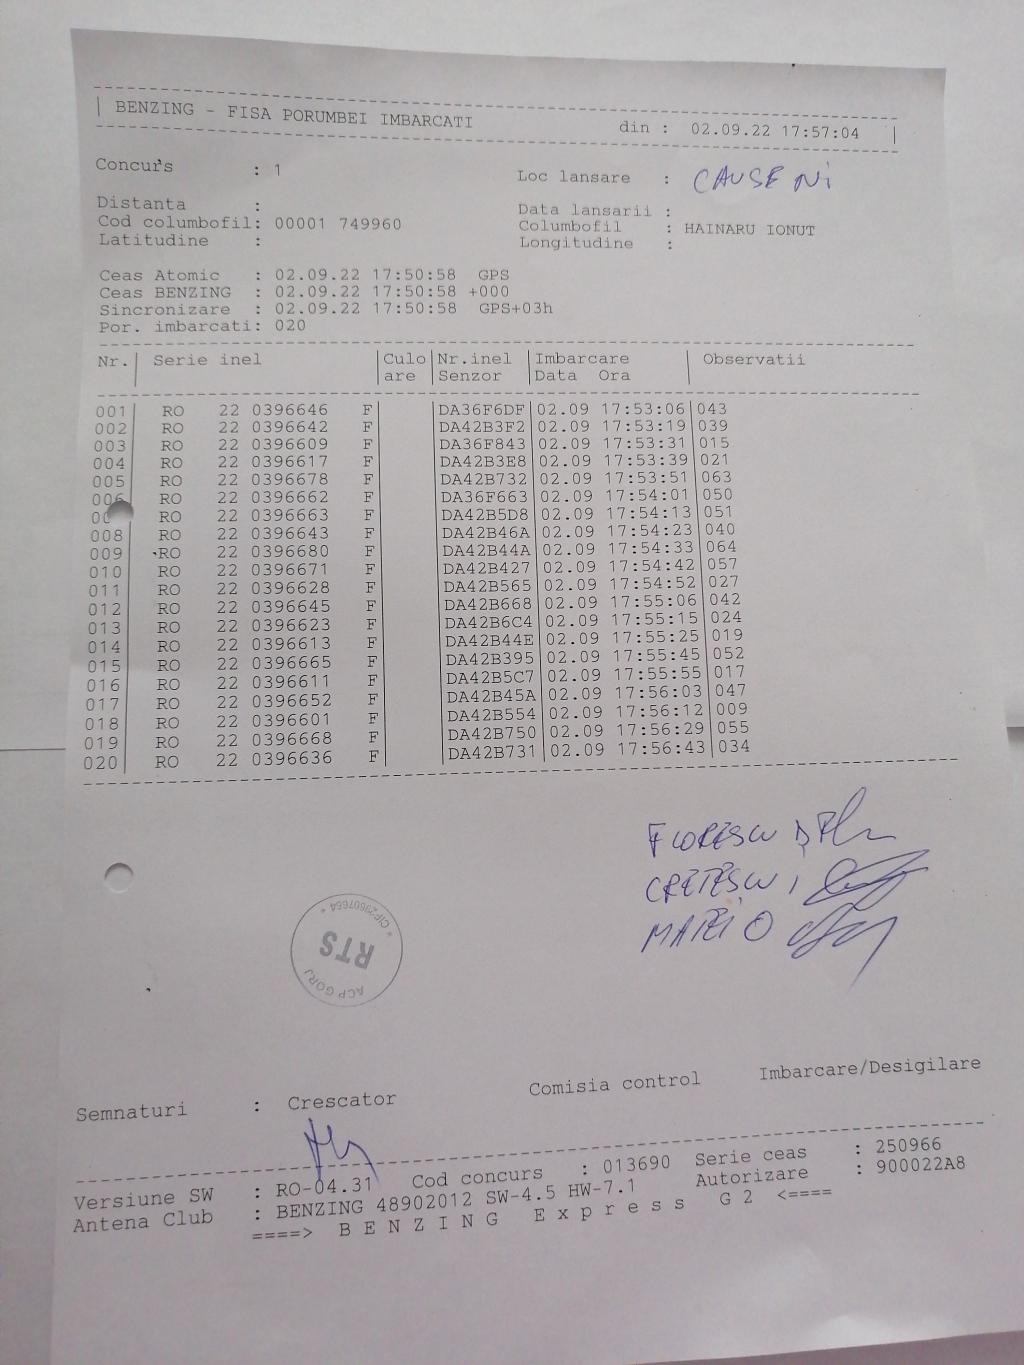 BENZING - FISA PORUMBEI IMBARCATI din : 02.09.22 17:57:04
Concurs : 1 Loc lansare : CAUSENi
Distanta : Data lansarii :
Cod columbofil: 00001 749960 Columbofil : HAINARU IONUT
Latitudine : Longitudine :
Ceas Atomic : 02.09.22 17:50:58 GPS
Ceas BENZING : 02.09.22 17:50:58 +000
Sincronizare : 02.09.22 17:50:58 GPS+03h
Por. imbarcati: 020
Nr. Serie inel Culo Nr.inel Imbarcare Observatii
are Senzor Data Ora
001 RO 22 0396646 F DA36F6DF 02.09 17:53:06 043
002 RO 22 0396642 F DA42B3F2 02.09 17:53:19 039
003 RO 22 0396609 F DA36F843 02.09 17:53:31 015
004 RO 22 0396617 F DA42B3E8 02.09 17:53:39 021
005 RO 22 0396678 F DA42B732 02.09 17:53:51 063
006 RO 22 0396662 F DA36F663 02.09 17:54:01 050
00 RO 22 0396663 F DA42B5D8 02.09 17:54:13 051
008 RO 22 0396643 F DA42B46A 02.09 17:54:23 040
009 RO 22 0396680 F DA42B44A 02.09 17:54:33 064
010 RO 22 0396671 F DA42B427 02.09 17:54:42 057
011 RO 22 0396628 F DA42B565 02.09 17:54:52 027
012 RO 22 0396645 F DA42B668 02.09 17:55:06 042
013 RO 22 0396623 F DA42B6C4 02.09 17:55:15 024
014 RO 22 0396613 F DA42B44E 02.09 17:55:25 019
015 RO 22 0396665 F DA42B395 02.09 17:55:45 052
016 RO 22 0396611 F DA42B5C7 02.09 17:55:55 017
017 RO 22 0396652 F DA42B45A 02.09 17:56:03 047
018 RO 22 0396601 F DA42B554 02.09 17:56:12 009
019 RO 22 0396668 F DA42B750 02.09 17:56:29 055
020 RO 22 0396636 F DA42B731 02.09 17:56:43 034
FLORESCU D
CRETESCU I
MATEI O
* CIP:29607664 *
RTS
ACP GORJ
Semnaturi : Crescator Comisia control Imbarcare/Desigilare
Versiune SW : RO-04.31 Cod concurs : 013690 Serie ceas : 250966
Antena Club : BENZING 48902012 SW-4.5 HW-7.1 Autorizare : 900022A8
====> B E N Z I N G E x p r e s s G 2 <====